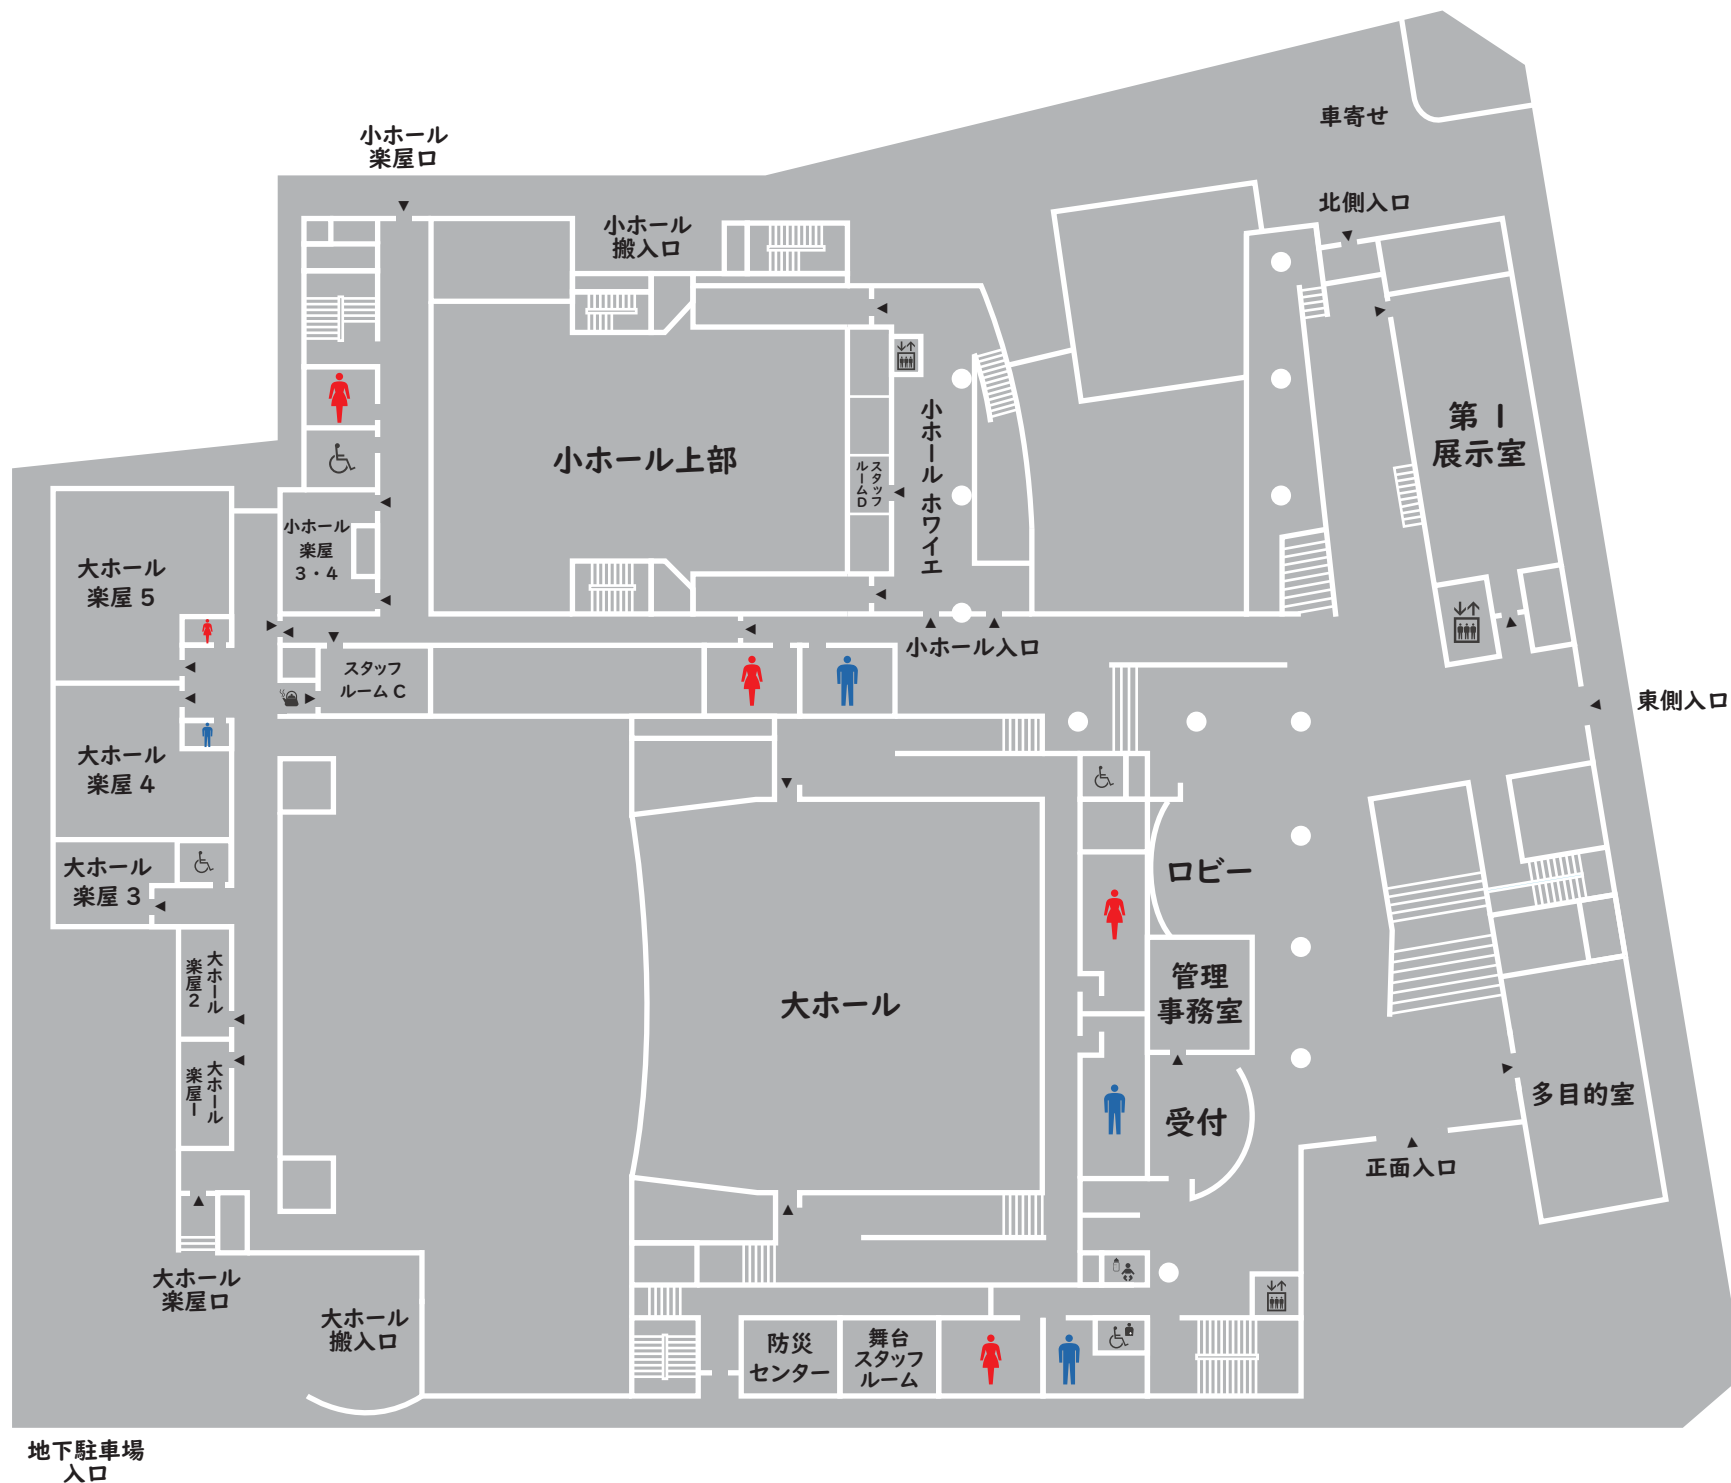 車寄せ
小ホール
楽屋口
北側入口
小ホール
搬入口
第1
展示室
小ホール ホワイエ
小ホール上部
スタッフ
ルームD
小ホール
楽屋
3・4
大ホール
楽屋5
小ホール入口
スタッフ
ルームC
東側入口
大ホール
楽屋4
大ホール
楽屋3
ロビー
大ホール
楽屋2
管理
事務室
大ホール
大ホール
楽屋1
多目的室
受付
正面入口
大ホール
楽屋口
大ホール
搬入口
防災
センター
舞台
スタッフ
ルーム
地下駐車場
入口